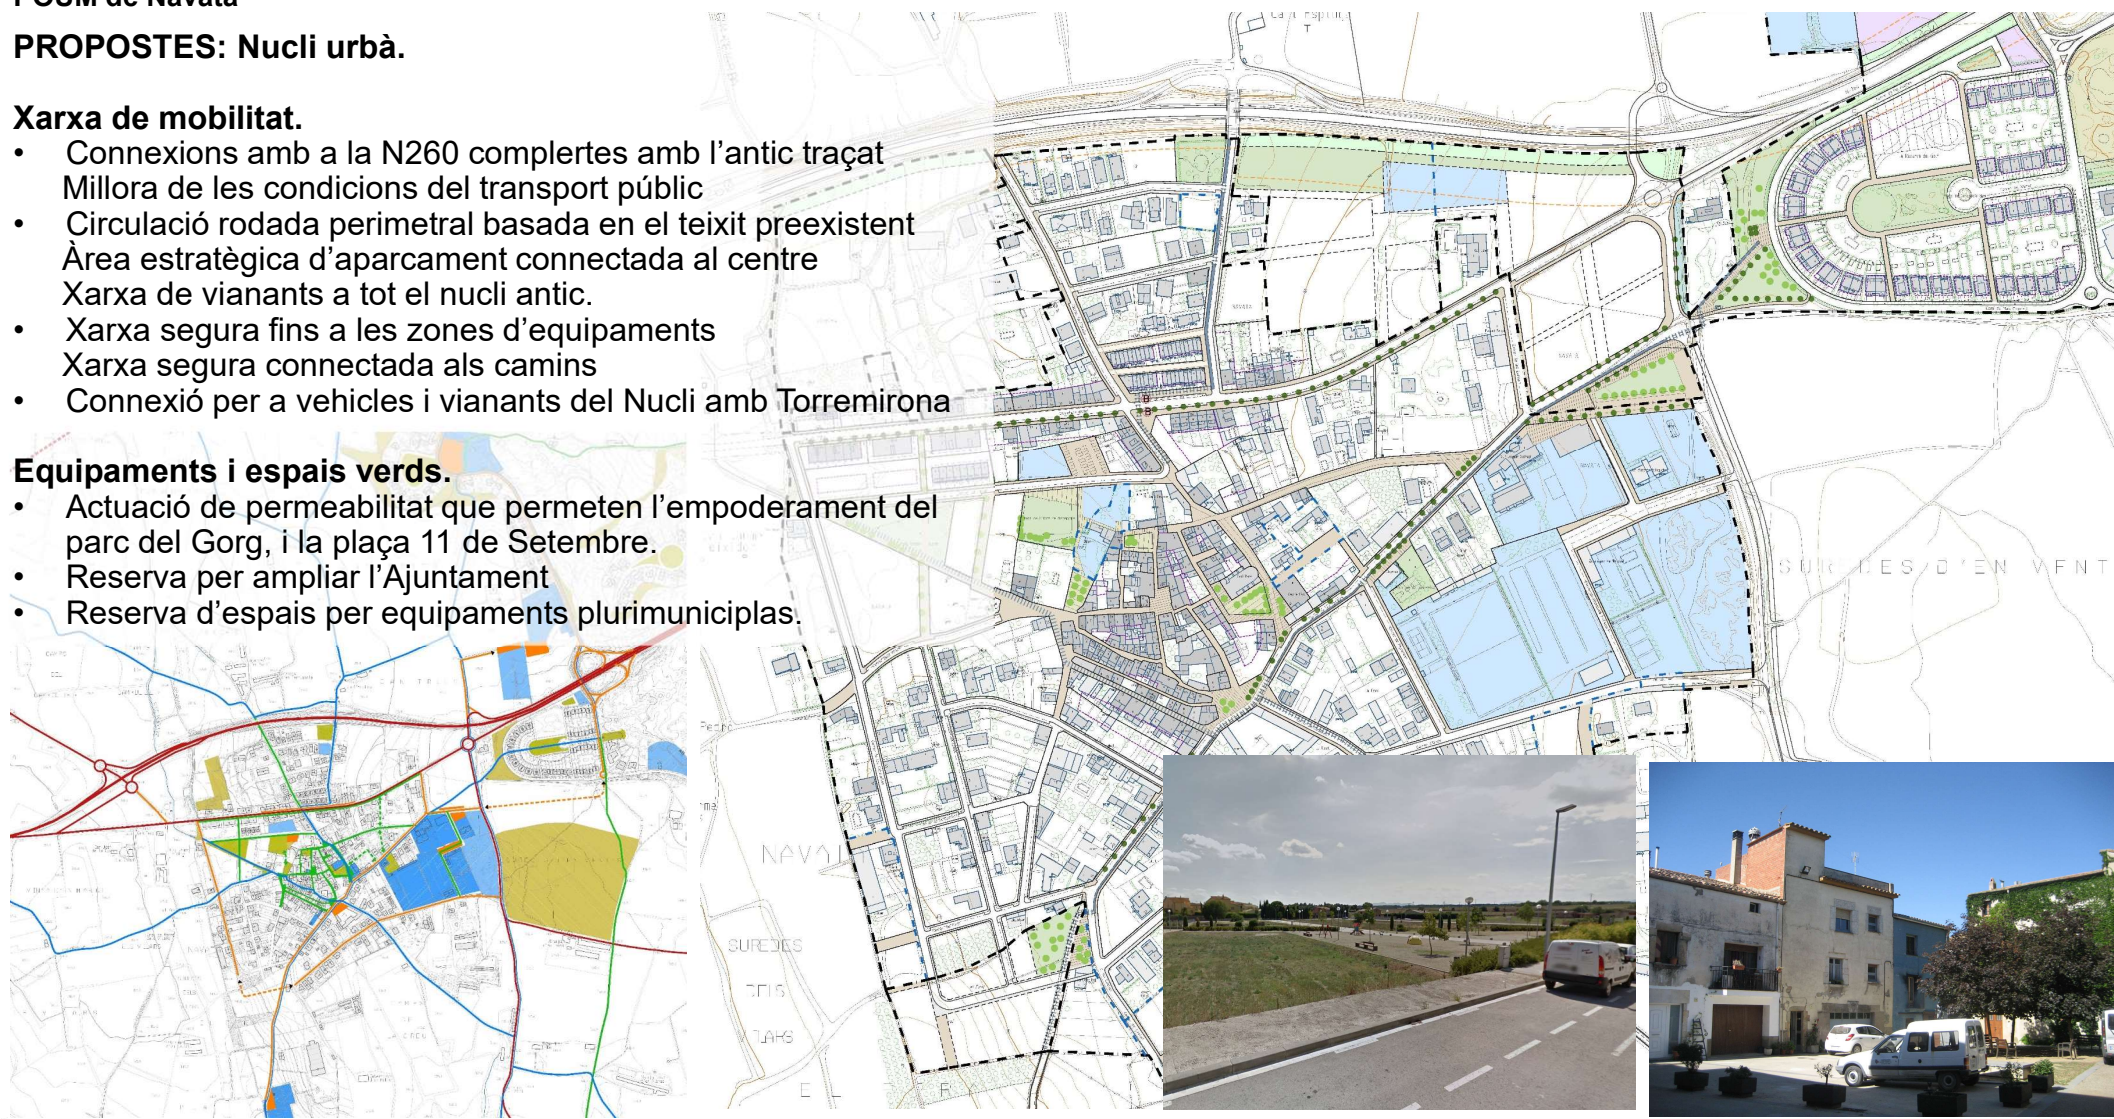 POUM de Navata
PROPOSTES: Nucli urbà.
Xarxa de mobilitat.
• Connexions amb a la N260 complertes amb l’antic traçat
Millora de les condicions del transport públic
• Circulació rodada perimetral basada en el teixit preexistent
Àrea estratègica d’aparcament connectada al centre
Xarxa de vianants a tot el nucli antic.
• Xarxa segura fins a les zones d’equipaments
Xarxa segura connectada als camins
• Connexió per a vehicles i vianants del Nucli amb Torremirona
Equipaments i espais verds.
• Actuació de permeabilitat que permeten l’empoderament del
parc del Gorg, i la plaça 11 de Setembre.
• Reserva per ampliar l’Ajuntament
• Reserva d’espais per equipaments plurimuniciplas.
SUREDES D'EN VENT
SUREDES
DELS